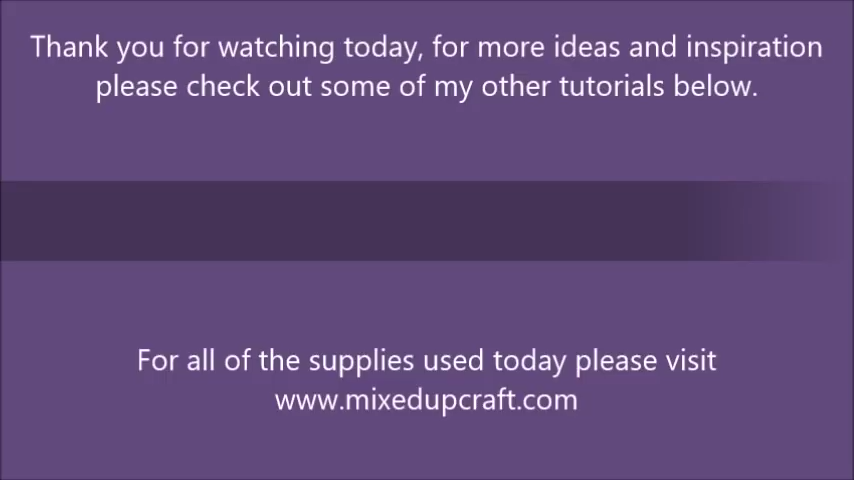 Thank you for watching today, for more ideas and inspiration
please check out some of my other tutorials below.
For all of the supplies used today please visit
www.mixedupcraft.com